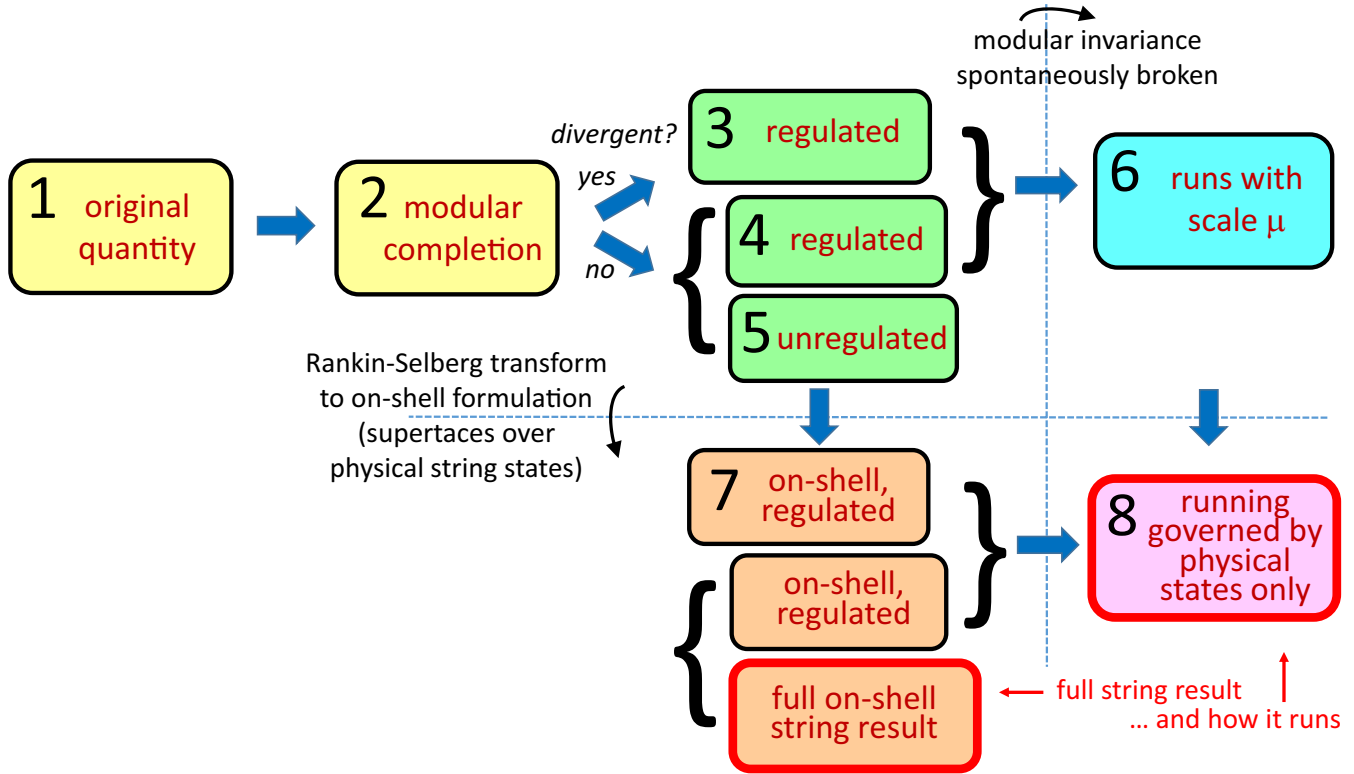 modular invariance
spontaneously broken
divergent?
yes
no
1 original
quantity
2 modular
completion
3 regulated
4 regulated
5 unregulated
6 runs with
scale μ
Rankin-Selberg transform
to on-shell formulation
(supertaces over
physical string states)
7 on-shell,
regulated
on-shell,
regulated
full on-shell
string result
8 running
governed by
physical
states only
full string result
... and how it runs